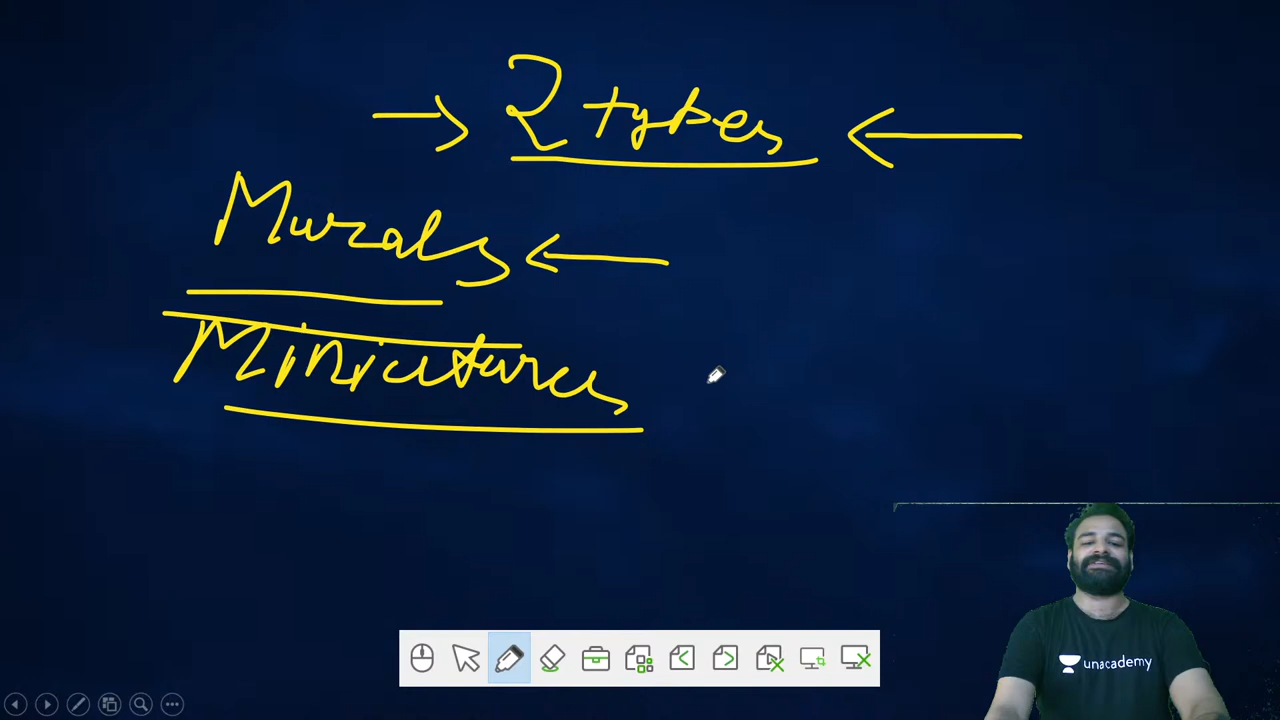 → 2 types ←
Murals ←
Miniatures
unacademy